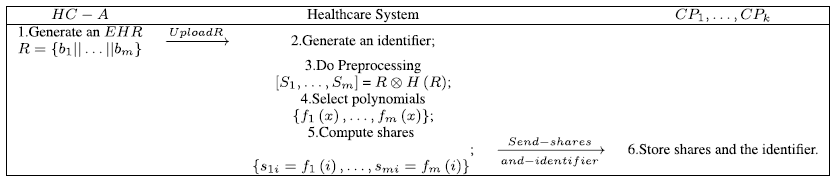 HC − A Healthcare System CP₁, . . . , CPₖ
1.Generate an EHR
R = {b₁|| . . . ||bₘ}
UploadR,
2.Generate an identifier;
3.Do Preprocessing
[S₁, . . . , Sₘ] = R ⊗ H (R);
4.Select polynomials
{f₁ (x) , . . . , fₘ (x)};
5.Compute shares
{s₁ᵢ = f₁ (i) , . . . , sₘᵢ = fₘ (i)} ;
Send−shares
and−identifier
6.Store shares and the identifier.